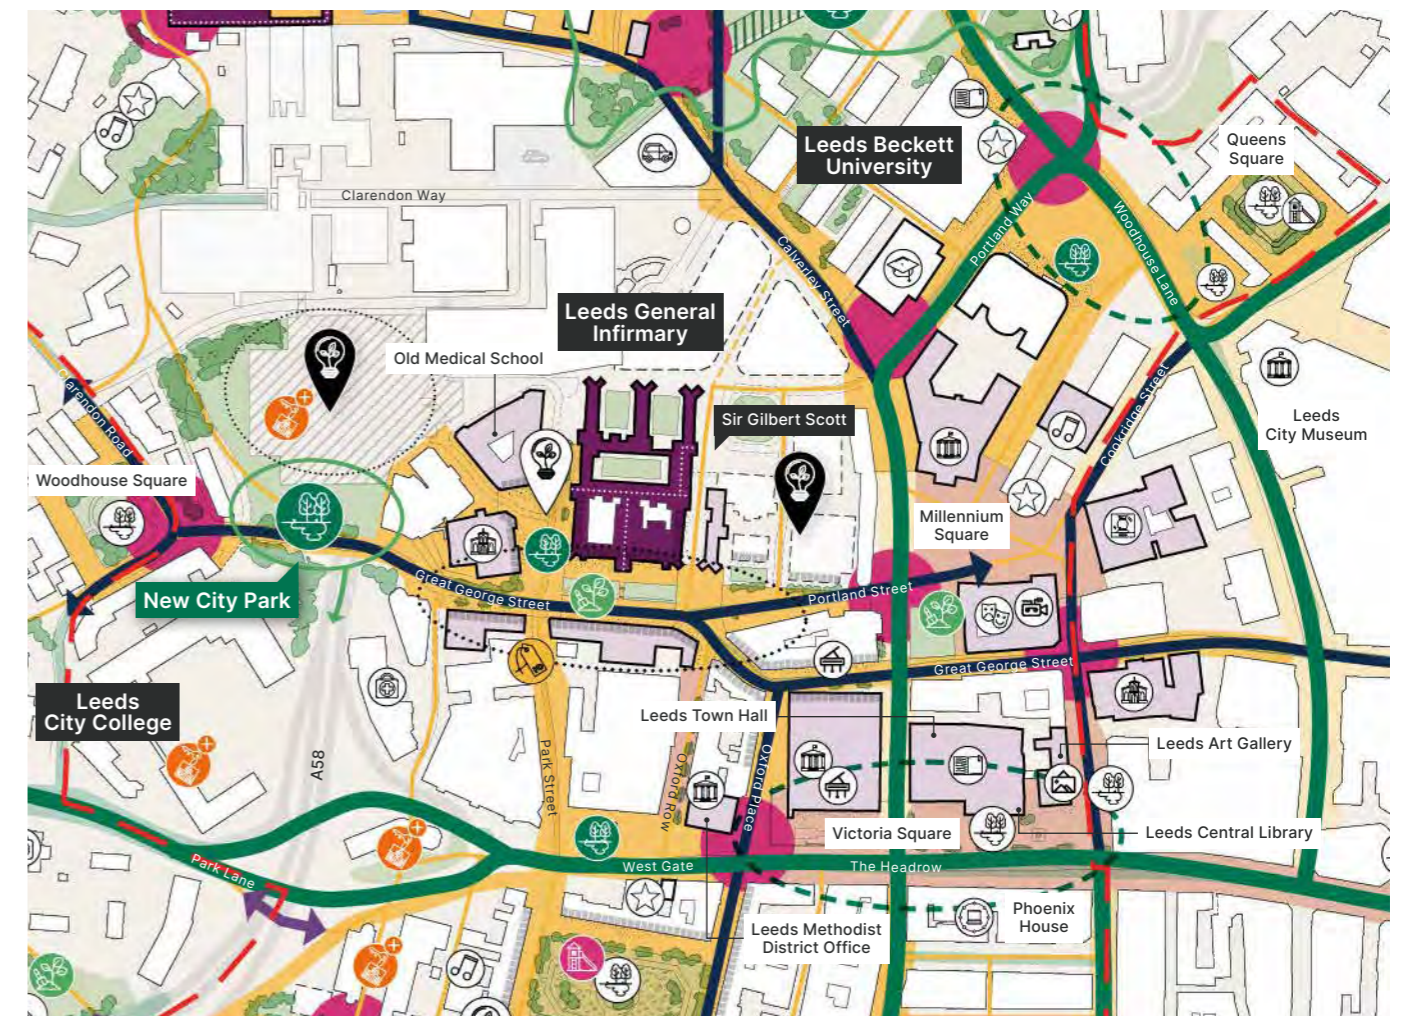 Leeds Beckett
University
Queens
Square
Clarendon Way
Portland Way
Woodhouse Lane
Calverley Street
Leeds General
Infirmary
Old Medical School
Clarendon Road
Cookridge Street
Leeds
City Museum
Sir Gilbert Scott
Woodhouse Square
Millennium
Square
New City Park
Great George Street
Portland Street
Great George Street
Leeds
City College
Leeds Town Hall
Leeds Art Gallery
A58
Park Street
Oxford Row
Oxford Place
Victoria Square
Leeds Central Library
Park Lane
West Gate
The Headrow
Leeds Methodist
District Office
Phoenix
House